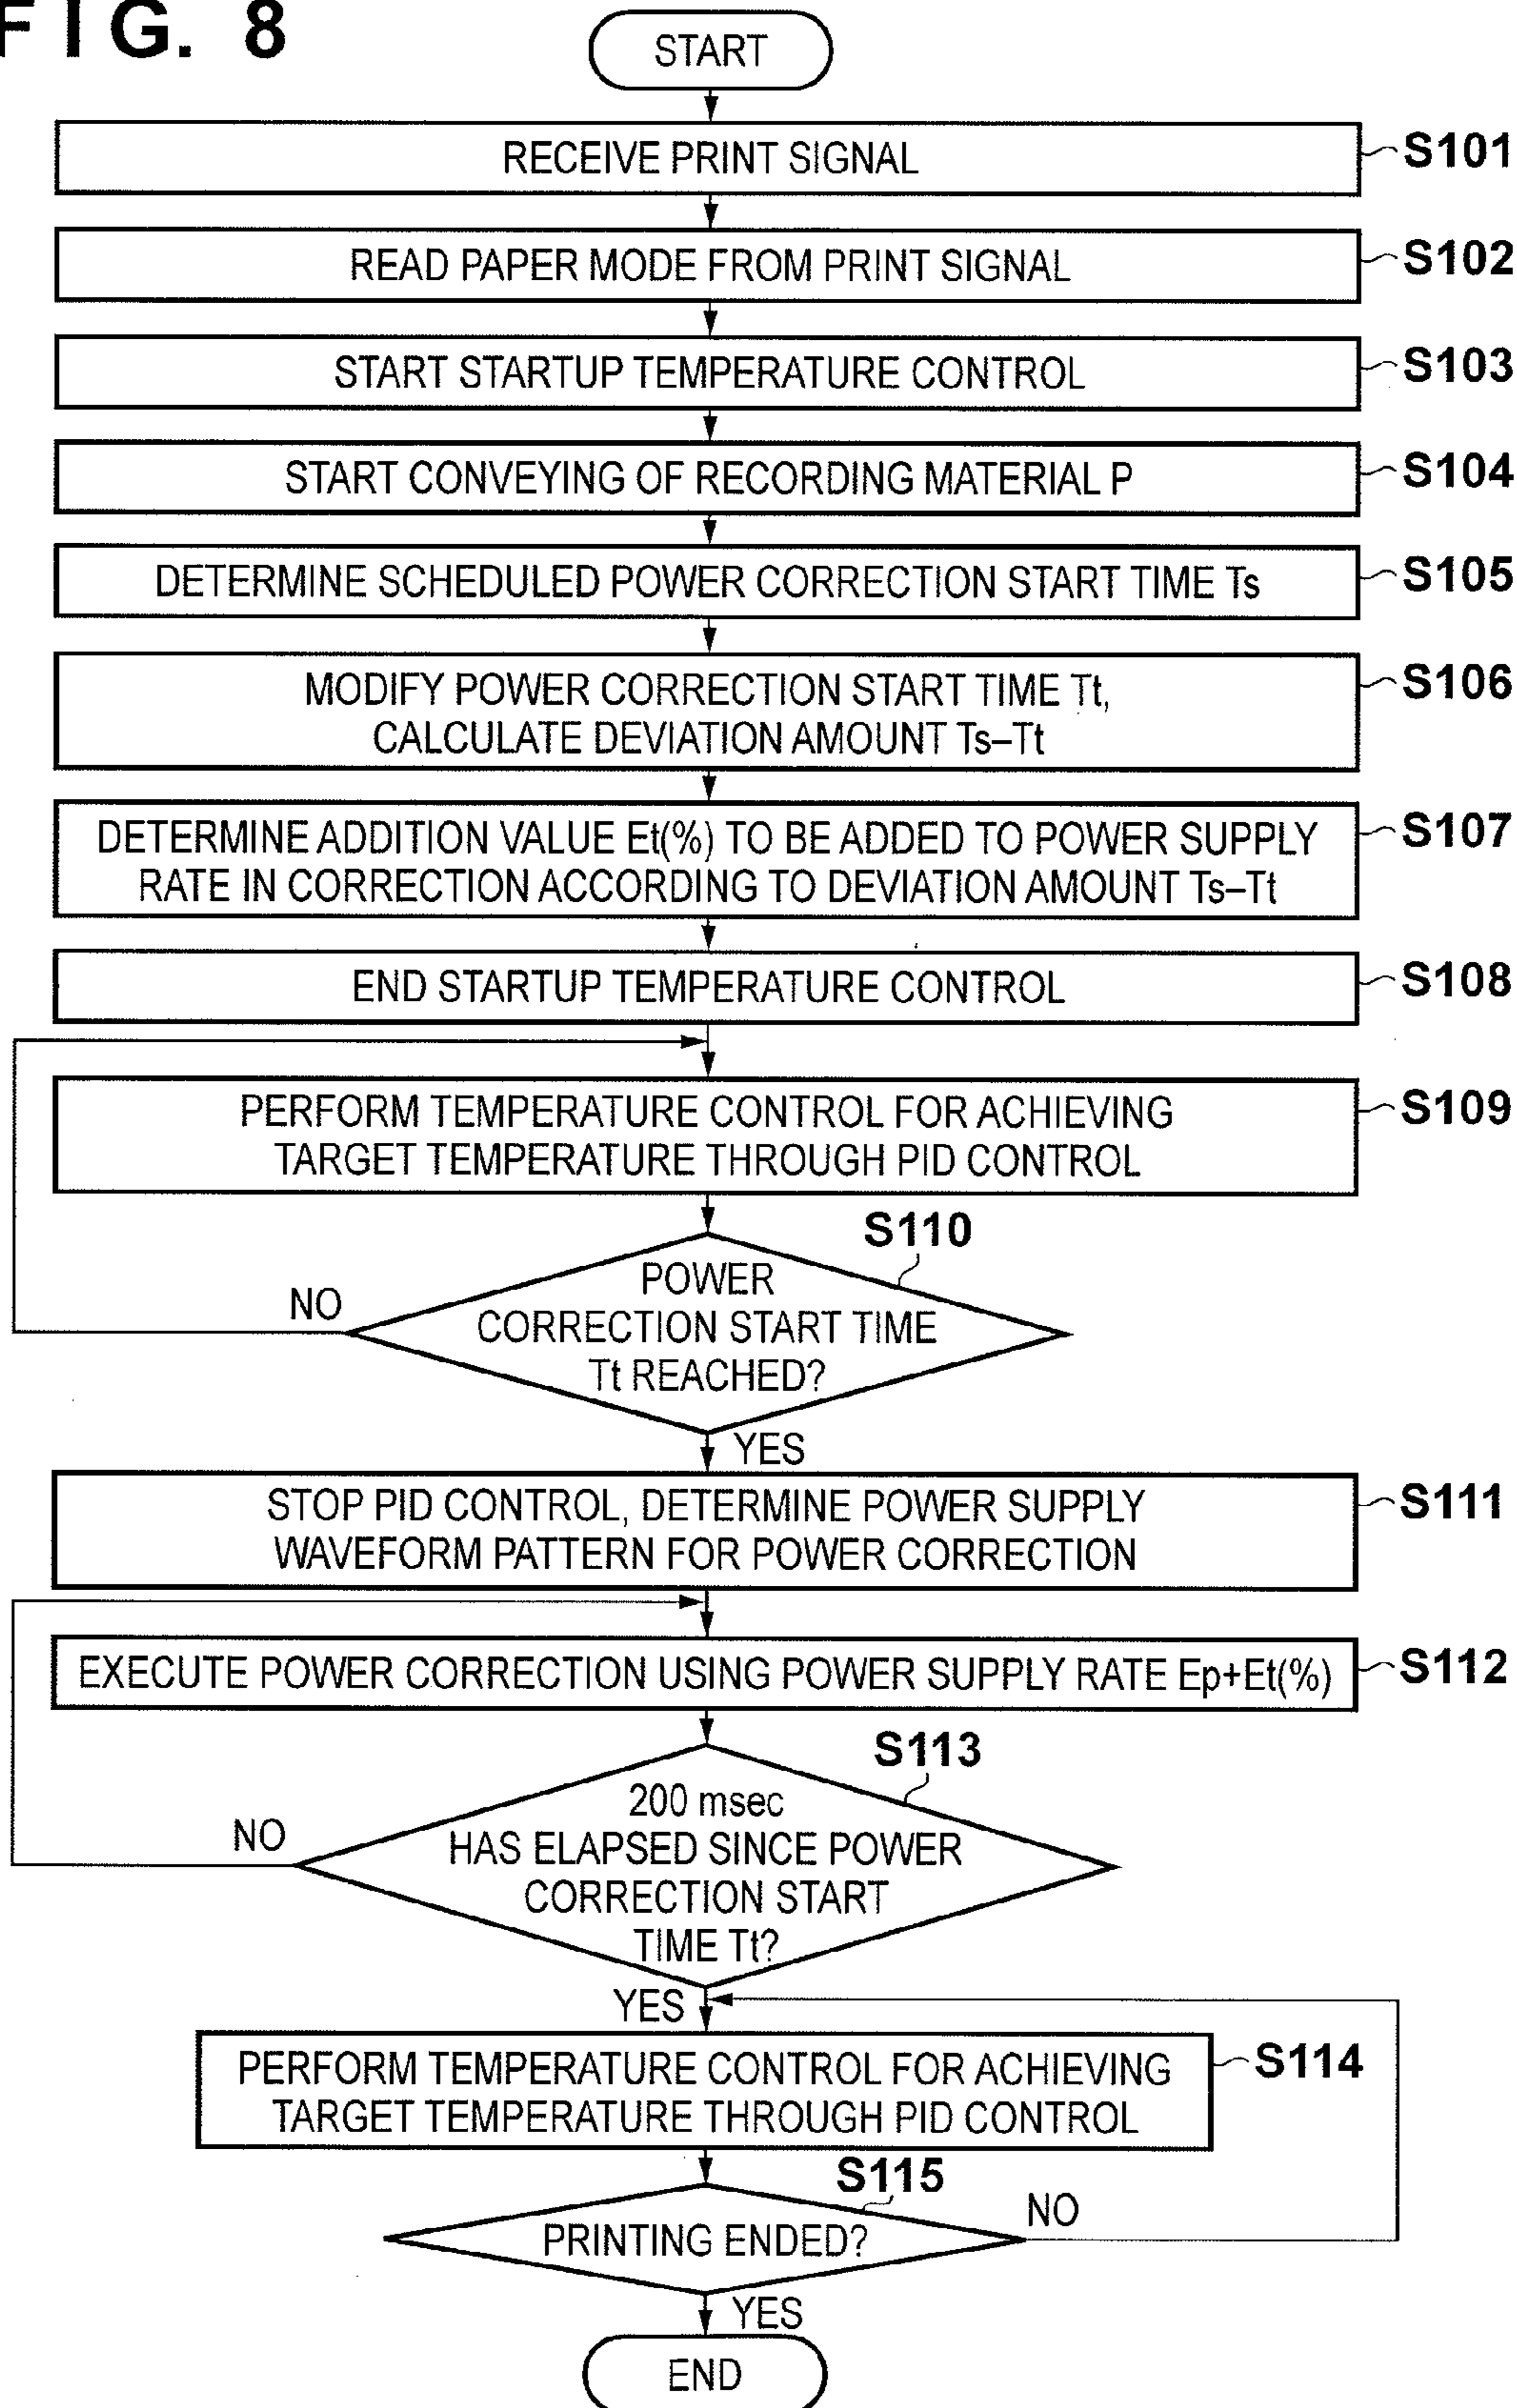 FIG. 8
START
RECEIVE PRINT SIGNAL
S101
READ PAPER MODE FROM PRINT SIGNAL
S102
START STARTUP TEMPERATURE CONTROL
S103
START CONVEYING OF RECORDING MATERIAL P
S104
DETERMINE SCHEDULED POWER CORRECTION START TIME Ts
S105
MODIFY POWER CORRECTION START TIME Tt,
CALCULATE DEVIATION AMOUNT Ts–Tt
S106
DETERMINE ADDITION VALUE Et(%) TO BE ADDED TO POWER SUPPLY
RATE IN CORRECTION ACCORDING TO DEVIATION AMOUNT Ts–Tt
S107
END STARTUP TEMPERATURE CONTROL
S108
PERFORM TEMPERATURE CONTROL FOR ACHIEVING
TARGET TEMPERATURE THROUGH PID CONTROL
S109
S110
POWER
CORRECTION START TIME
Tt REACHED?
NO
YES
STOP PID CONTROL, DETERMINE POWER SUPPLY
WAVEFORM PATTERN FOR POWER CORRECTION
S111
EXECUTE POWER CORRECTION USING POWER SUPPLY RATE Ep+Et(%)
S112
S113
200 msec
HAS ELAPSED SINCE POWER
CORRECTION START
TIME Tt?
NO
YES
PERFORM TEMPERATURE CONTROL FOR ACHIEVING
TARGET TEMPERATURE THROUGH PID CONTROL
S114
S115
PRINTING ENDED?
NO
YES
END